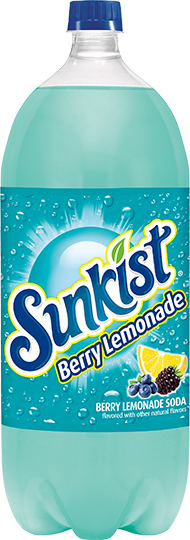 Sunkist®
Berry Lemonade
BERRY LEMONADE SODA
flavored with other natural flavors